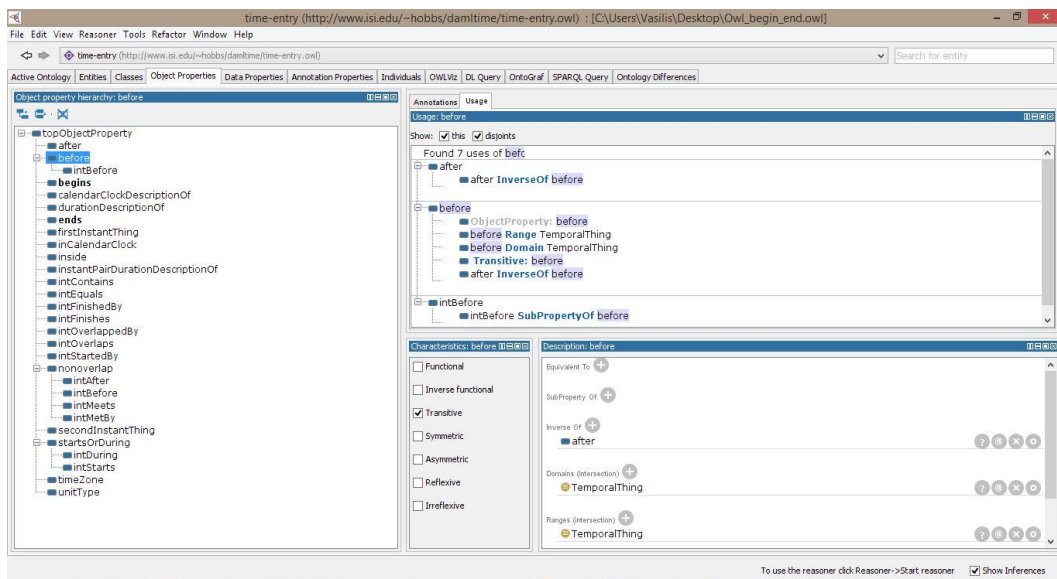 time-entry (http://www.isi.edu/~hobbs/damltime/time-entry.owl) : [C:\Users\Vasilis\Desktop\Owl_begin_end.owl]
File Edit View Reasoner Tools Refactor Window Help
time-entry (http://www.isi.edu/~hobbs/damltime/time-entry.owl)
Search for entity
Active Ontology Entities Classes Object Properties Data Properties Annotation Properties Individuals OWLViz DL Query OntoGraf SPARQL Query Ontology Differences
Object property hierarchy: before
topObjectProperty
after
before
intBefore
begins
calendarClockDescriptionOf
durationDescriptionOf
ends
firstInstantThing
inCalendarClock
inside
instantPairDurationDescriptionOf
intContains
intEquals
intFinishedBy
intFinishes
intOverlappedBy
intOverlaps
intStartedBy
nonoverlap
intAfter
intBefore
intMeets
intMetBy
secondInstantThing
startsOrDuring
intDuring
intStarts
timeZone
unitType
Annotations Usage
Usage: before
Show: this disjoints
Found 7 uses of befc
after
after InverseOf before
before
ObjectProperty: before
before Range TemporalThing
before Domain TemporalThing
Transitive: before
after InverseOf before
intBefore
intBefore SubPropertyOf before
Characteristics: before
Functional
Inverse functional
Transitive
Symmetric
Asymmetric
Reflexive
Irreflexive
Description: before
Equivalent To
SubProperty Of
Inverse Of
after
Domains (intersection)
TemporalThing
Ranges (intersection)
TemporalThing
To use the reasoner click Reasoner->Start reasoner Show Inferences